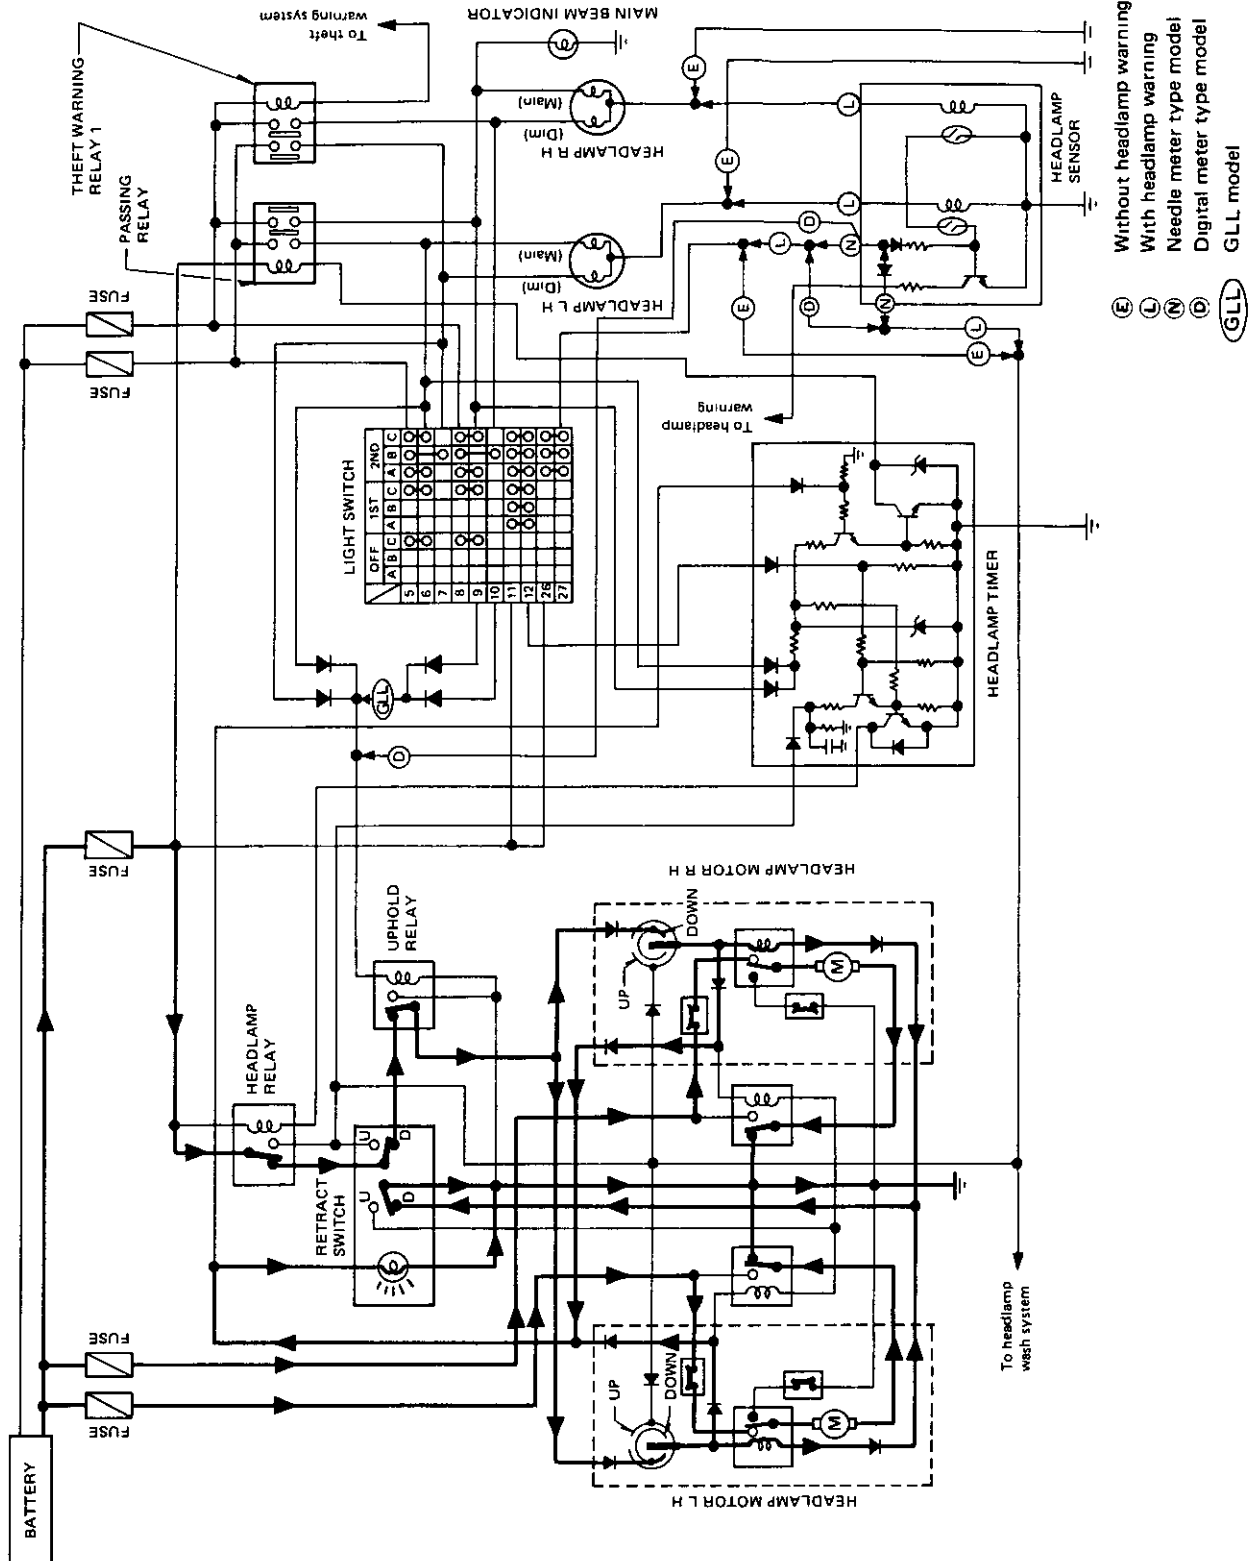 THEFT WARNING
RELAY 1
PASSING
RELAY
To theft
warning system
MAIN BEAM INDICATOR
FUSE
FUSE
(Main)
(Dim)
HEADLAMP R H
(Main)
(Dim)
HEADLAMP L H
E
L
E
L
D
E
L
N
D
N
L
E
HEADLAMP
SENSOR
E Without headlamp warning
L With headlamp warning
N Needle meter type model
D Digital meter type model
GLL GLL model
LIGHT SWITCH
OFF 1ST 2ND
A B C A B C A B C
5
6
7
8
9
10
11
12
26
27
To headlamp
warning
GLL
D
HEADLAMP TIMER
FUSE
HEADLAMP
RELAY
UPHOLD
RELAY
RETRACT
SWITCH
U
D
U
D
HEADLAMP MOTOR R H
UP
DOWN
M
FUSE
FUSE
BATTERY
HEADLAMP MOTOR L H
UP
DOWN
M
To headlamp
wash system